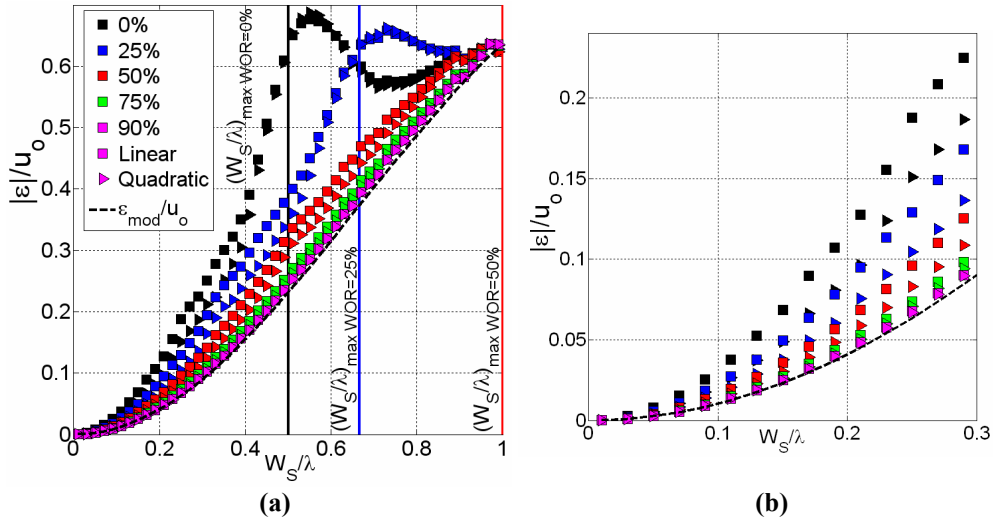 |ε|/u_o
0.6
0.5
0.4
0.3
0.2
0.1
0
0%
25%
50%
75%
90%
Linear
Quadratic
ε_mod/u_o
(W_S/λ)_max WOR=0%
(W_S/λ)_max WOR=25%
(W_S/λ)_max WOR=50%
0 0.2 0.4 0.6 0.8 1
W_S/λ
(a)
|ε|/u_o
0.2
0.15
0.1
0.05
0
0.1 0.2 0.3
W_S/λ
(b)